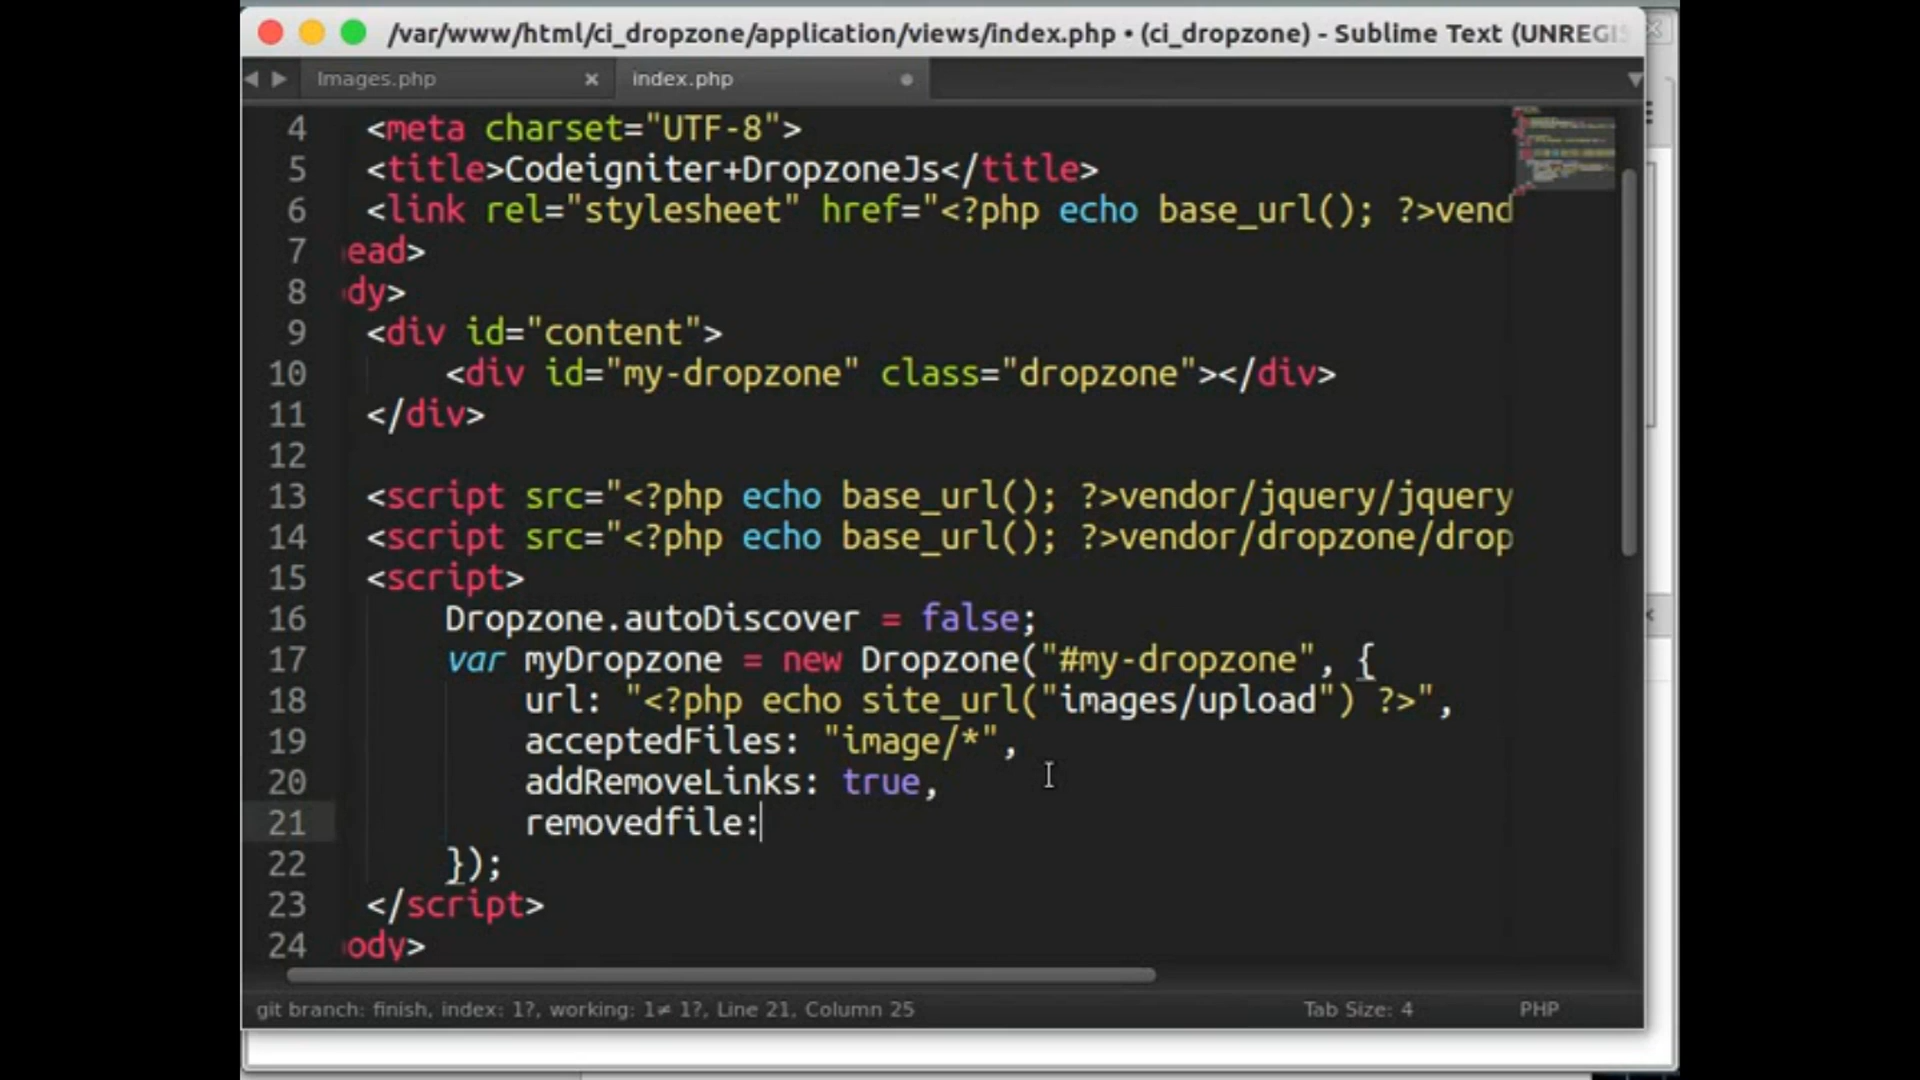 /var/www/html/ci_dropzone/application/views/index.php • (ci_dropzone) - Sublime Text (UNREGIS
Images.php × index.php
4 <meta charset="UTF-8">
5 <title>Codeigniter+DropzoneJs</title>
6 <link rel="stylesheet" href="<?php echo base_url(); ?>vend
7 ead>
8 dy>
9 <div id="content">
10 <div id="my-dropzone" class="dropzone"></div>
11 </div>
12
13 <script src="<?php echo base_url(); ?>vendor/jquery/jquery
14 <script src="<?php echo base_url(); ?>vendor/dropzone/drop
15 <script>
16 Dropzone.autoDiscover = false;
17 var myDropzone = new Dropzone("#my-dropzone", {
18 url: "<?php echo site_url("images/upload") ?>",
19 acceptedFiles: "image/*",
20 addRemoveLinks: true,
21 removedfile:
22 });
23 </script>
24 ody>
git branch: finish, index: 1?, working: 1≠ 1?, Line 21, Column 25 Tab Size: 4 PHP